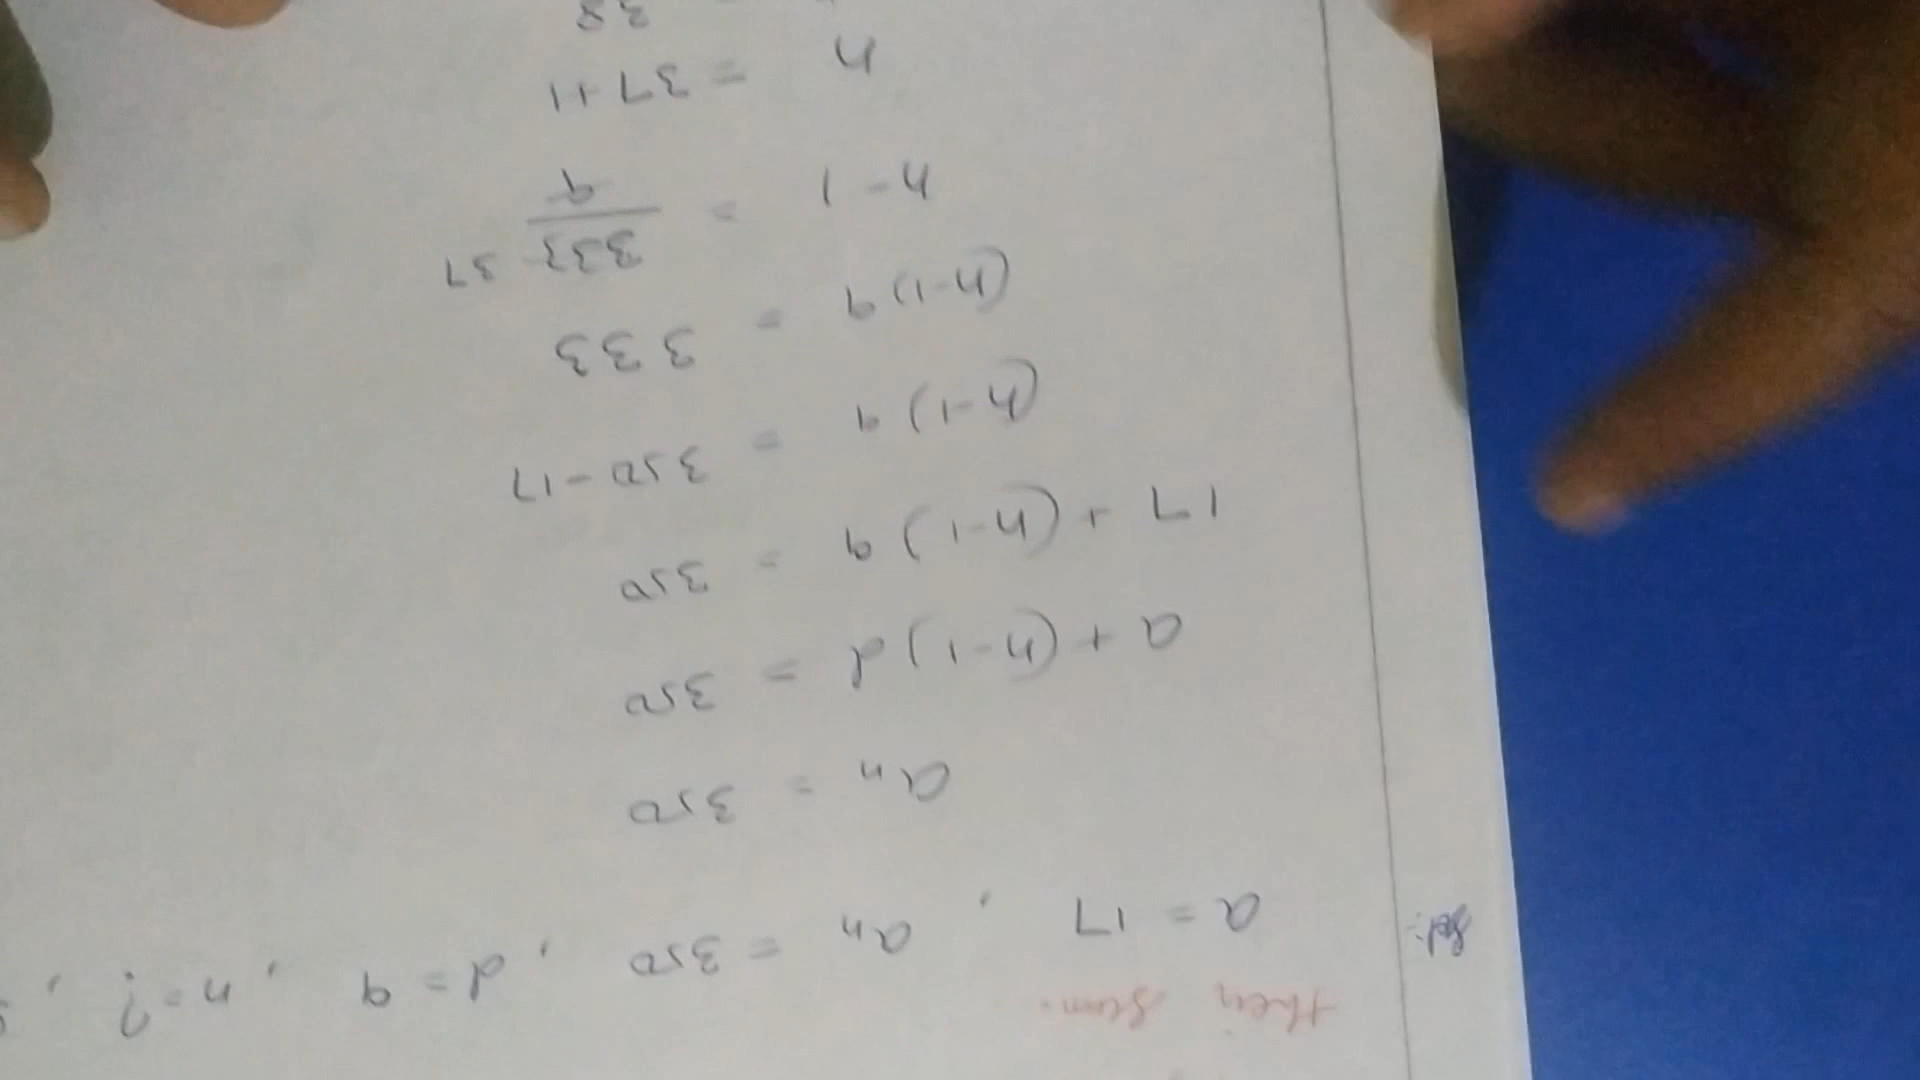 their sum.
Sol:- a = 17 , an = 350 , d = 9 , n = ? ,
an = 350
a + (n-1) d = 350
17 + (n-1) 9 = 350
(n-1) 9 = 350 - 17
(n-1) 9 = 333
n - 1 = 333/9 37
n = 37+1
38